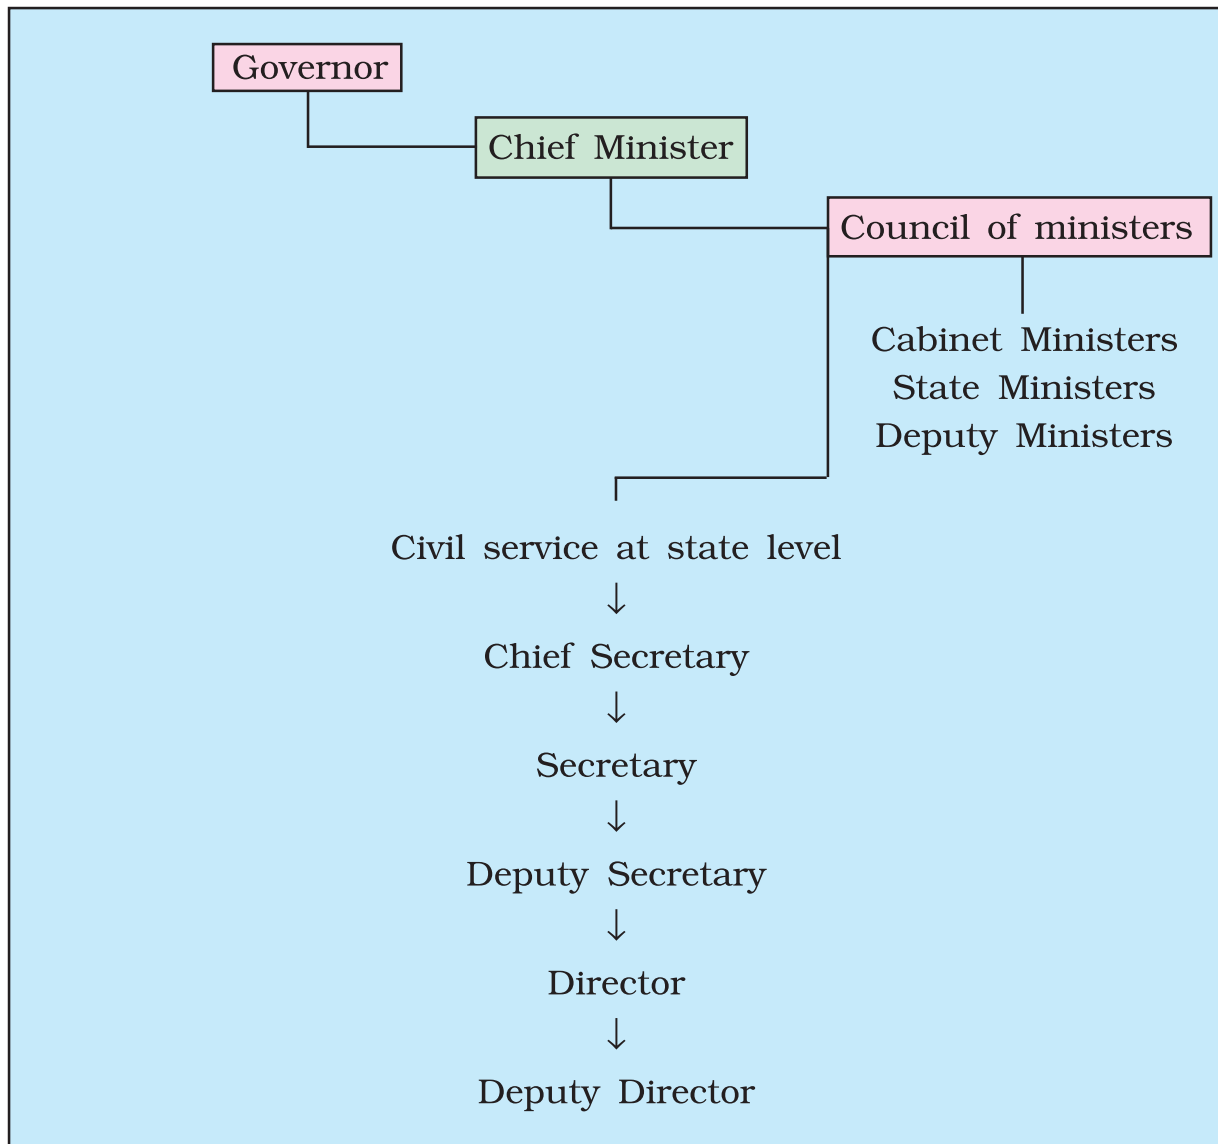 Governor
Chief Minister
Council of ministers
Cabinet Ministers
State Ministers
Deputy Ministers
Civil service at state level
↓
Chief Secretary
↓
Secretary
↓
Deputy Secretary
↓
Director
↓
Deputy Director